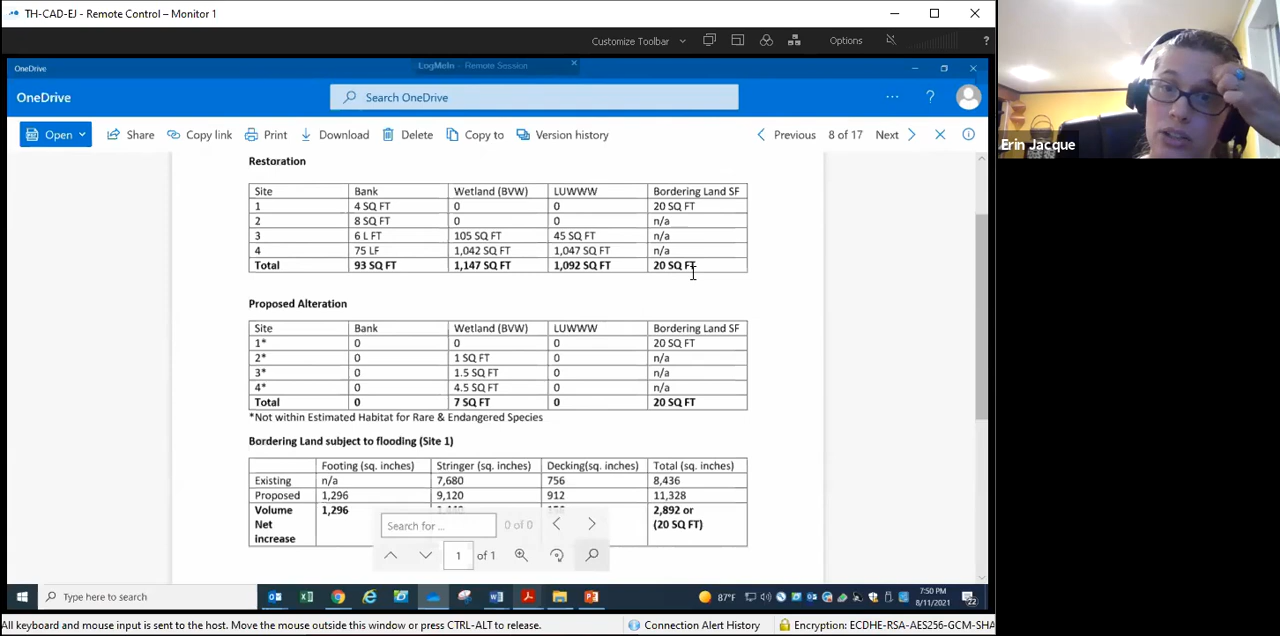 TH-CAD-EJ - Remote Control – Monitor 1
Customize Toolbar Options ?
OneDrive LogMeIn - Remote Session
OneDrive Search OneDrive ... ?
Open Share Copy link Print Download Delete Copy to Version history Previous 8 of 17 Next
Erin Jacque
Restoration
Site Bank Wetland (BVW) LUWWW Bordering Land SF
1 4 SQ FT 0 0 20 SQ FT
2 8 SQ FT 0 0 n/a
3 6 L FT 105 SQ FT 45 SQ FT n/a
4 75 LF 1,042 SQ FT 1,047 SQ FT n/a
Total 93 SQ FT 1,147 SQ FT 1,092 SQ FT 20 SQ FT
Proposed Alteration
Site Bank Wetland (BVW) LUWWW Bordering Land SF
1* 0 0 0 20 SQ FT
2* 0 1 SQ FT 0 n/a
3* 0 1.5 SQ FT 0 n/a
4* 0 4.5 SQ FT 0 n/a
Total 0 7 SQ FT 0 20 SQ FT
*Not within Estimated Habitat for Rare & Endangered Species
Bordering Land subject to flooding (Site 1)
Footing (sq. inches) Stringer (sq. inches) Decking(sq. inches) Total (sq. inches)
Existing n/a 7,680 756 8,436
Proposed 1,296 9,120 912 11,328
Volume 1,296 2,892 or
Net (20 SQ FT)
increase
Search for ... 0 of 0
1 of 1
Type here to search 87°F 7:50 PM
8/11/2021 22
All keyboard and mouse input is sent to the host. Move the mouse outside this window or press CTRL-ALT to release. Connection Alert History Encryption: ECDHE-RSA-AES256-GCM-SHA